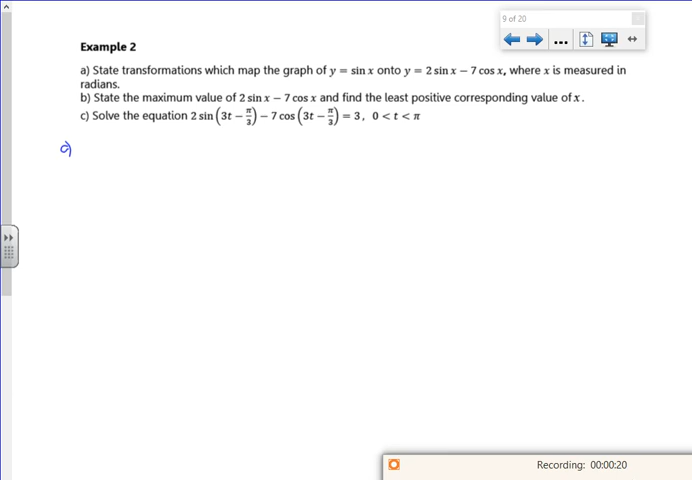 9 of 20
Example 2
a) State transformations which map the graph of y = sin x onto y = 2 sin x − 7 cos x, where x is measured in
radians.
b) State the maximum value of 2 sin x − 7 cos x and find the least positive corresponding value of x.
c) Solve the equation 2 sin(3t − π/3) − 7 cos(3t − π/3) = 3, 0 < t < π
a)
Recording: 00:00:20